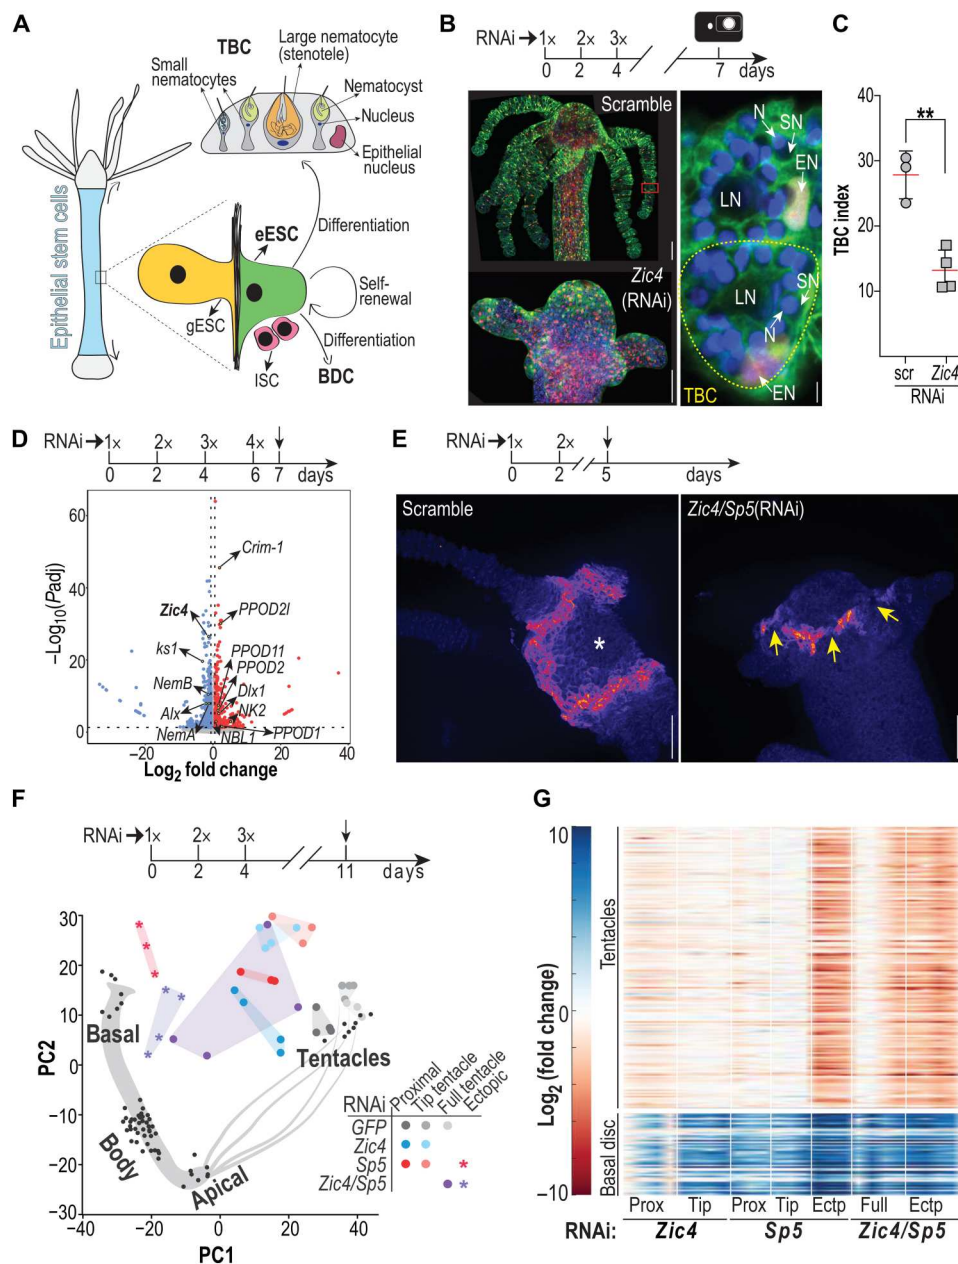 A
TBC
Large nematocyte
(stenotele)
Small
nematocytes
Nematocyst
Nucleus
Epithelial
nucleus
Epithelial stem cells
eESC
Differentiation
Self-
renewal
gESC
Differentiation
ISC
BDC
B
RNAi 1× 2× 3×
0 2 4 7 days
Scramble
Zic4
(RNAi)
N
SN
EN
LN
LN
SN
N
EN
TBC
C
TBC index
40
30
20
10
**
scr Zic4
RNAi
D
RNAi 1× 2× 3× 4×
0 2 4 6 7 days
−Log10(Padj)
60
40
20
0
Crim-1
Zic4
PPOD2l
ks1
PPOD11
PPOD2
NemB
Dlx1
Alx
NK2
NemA
NBL1
PPOD1
−20 0 20 40
Log2 fold change
E
RNAi 1× 2×
0 2 5 days
Scramble
*
Zic4/Sp5(RNAi)
F
RNAi 1× 2× 3×
0 2 4 11 days
PC2
30
20
10
0
−10
−20
−30
Basal
Body
Apical
Tentacles
RNAi Proximal Tip tentacle Full tentacle Ectopic
GFP
Zic4
Sp5 *
Zic4/Sp5 *
−40 −20 0 20 40
PC1
G
10
0
−10
Log2 (fold change)
Tentacles
Basal disc
Prox Tip Prox Tip Ectp Full Ectp
RNAi: Zic4 Sp5 Zic4/Sp5